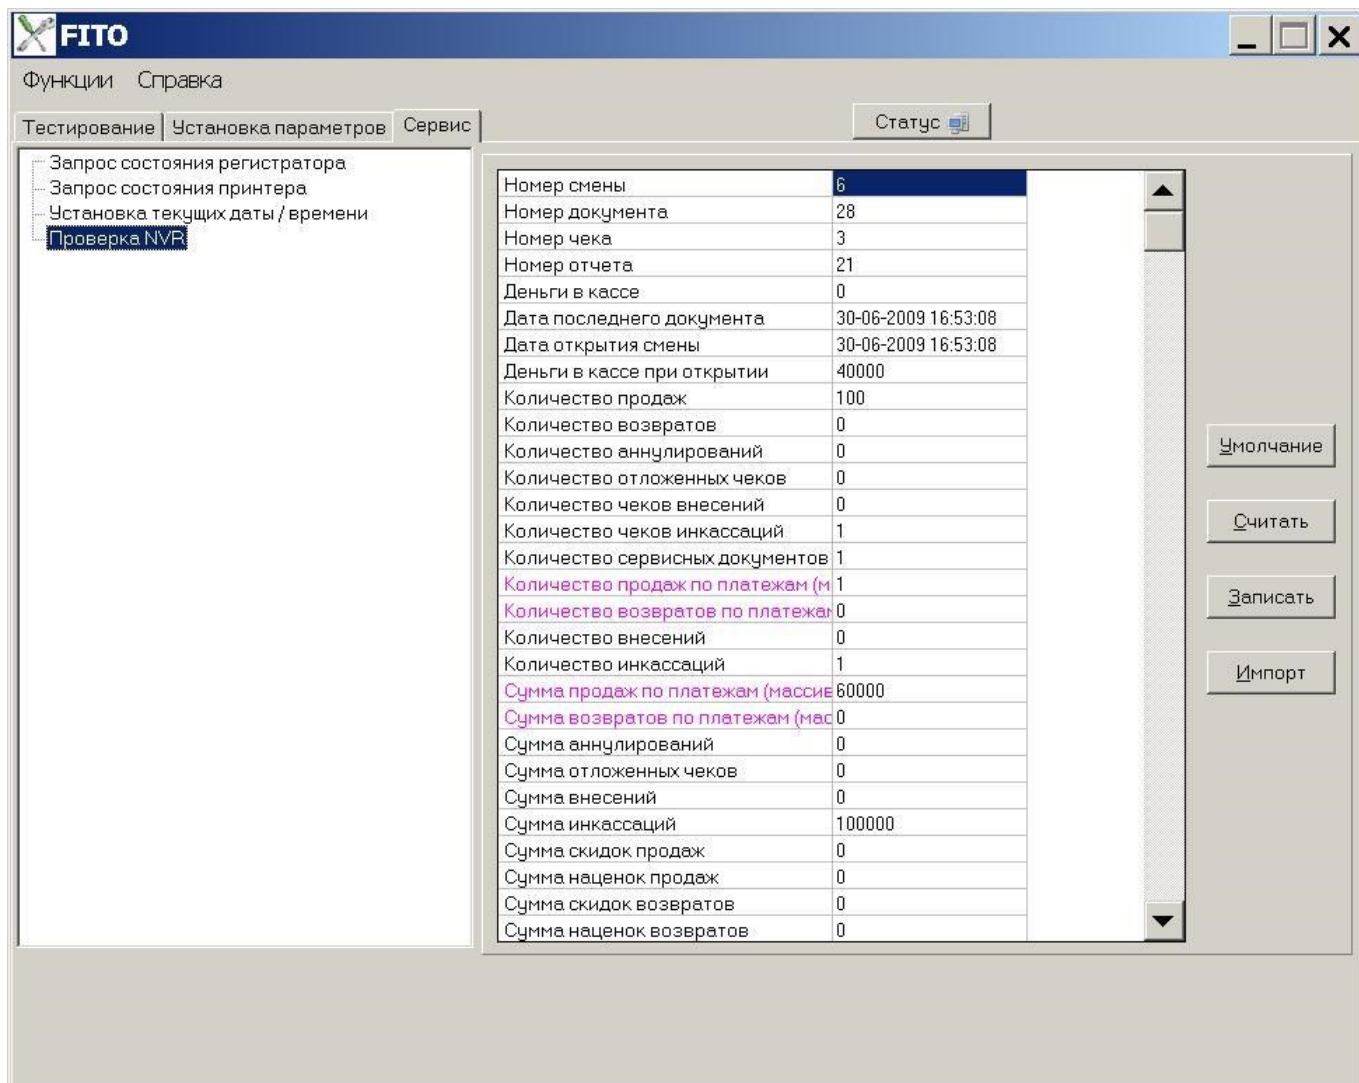 FITO
Функции Справка
Тестирование Установка параметров Сервис Статус
Запрос состояния регистратора
Запрос состояния принтера
Установка текущих даты / времени
Проверка NVR
Номер смены 6
Номер документа 28
Номер чека 3
Номер отчета 21
Деньги в кассе 0
Дата последнего документа 30-06-2009 16:53:08
Дата открытия смены 30-06-2009 16:53:08
Деньги в кассе при открытии 40000
Количество продаж 100
Количество возвратов 0
Количество аннулирований 0
Количество отложенных чеков 0
Количество чеков внесений 0
Количество чеков инкассаций 1
Количество сервисных документов 1
Количество продаж по платежам (м 1
Количество возвратов по платежам 0
Количество внесений 0
Количество инкассаций 1
Сумма продаж по платежам (массив 60000
Сумма возвратов по платежам (мас 0
Сумма аннулирований 0
Сумма отложенных чеков 0
Сумма внесений 0
Сумма инкассаций 100000
Сумма скидок продаж 0
Сумма наценок продаж 0
Сумма скидок возвратов 0
Сумма наценок возвратов 0
Умолчание
Считать
Записать
Импорт